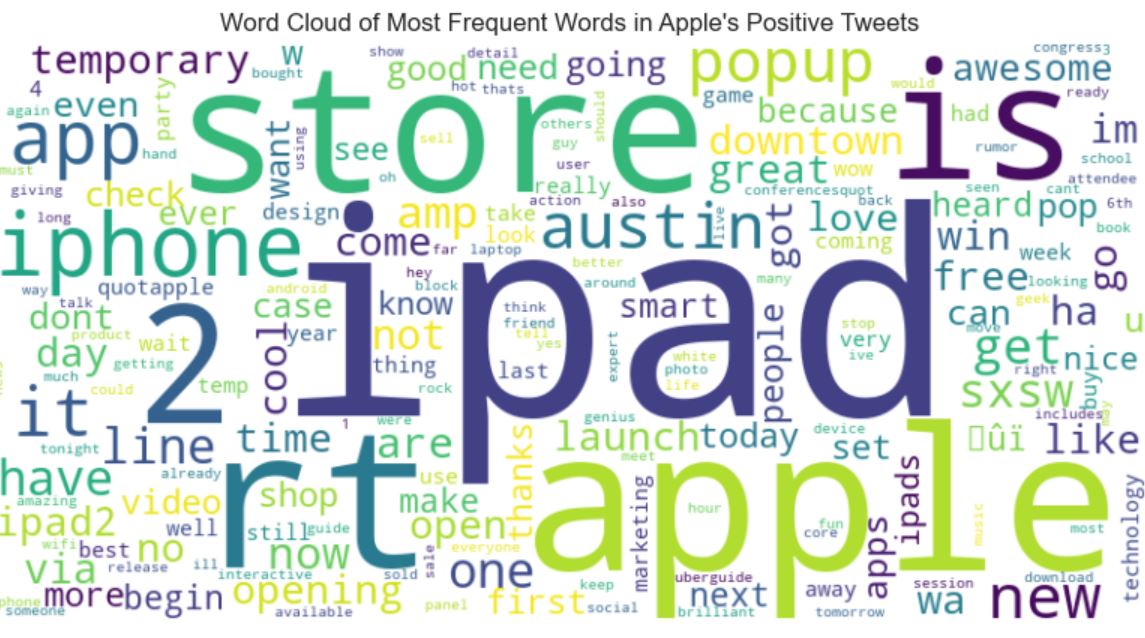 Word Cloud of Most Frequent Words in Apple's Positive Tweets
temporary w show detail good need going popup congress3
bought hot thats awesome
4 again even party store game would is ready
app hand want using see sell others should because had im
oh guy downtown rumor school
must user great wow attendee
giving check really conferencesquot seen cant 6th
long ever design amp take action also back heard pop book
iphone come far look austin live got love win week go
laptop coming
way quotapple hey block better many free looking
talk android around geek
dont case know think smart stop can move ha u
product year friend people very
2 wait not tell yes ipad ive get nice
day getting cool thing last expert white right
much photo sxsw buy
could temp rock life
it 1 were genius includes may
line time are launch today device set like
tonight rt meet ûï
have already use thanks apple ipads
amazing shop make marketing hour most technology
ipad2 video still guide open fun music
wifi well core
best no now everyone apps
via release ill sale
interactive sold one keep uberguide away session download
phone more begin opening first social next wa new
someone available panel brilliant tomorrow
news